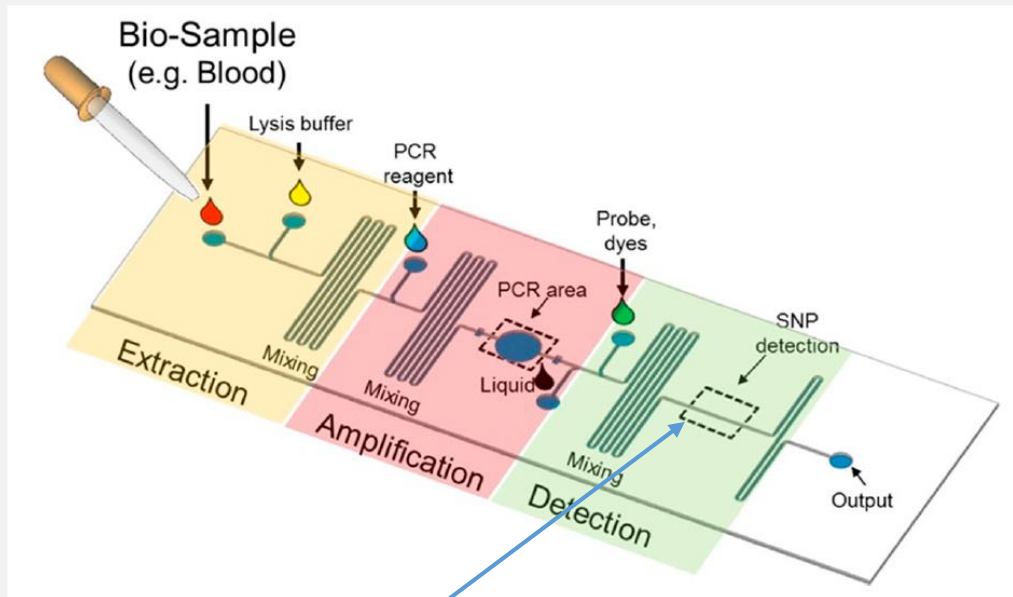 Bio-Sample
(e.g. Blood)
Lysis buffer
PCR
reagent
Probe,
dyes
PCR area
SNP
detection
Mixing
Extraction
Mixing
Liquid
Amplification
Mixing
Detection
Output